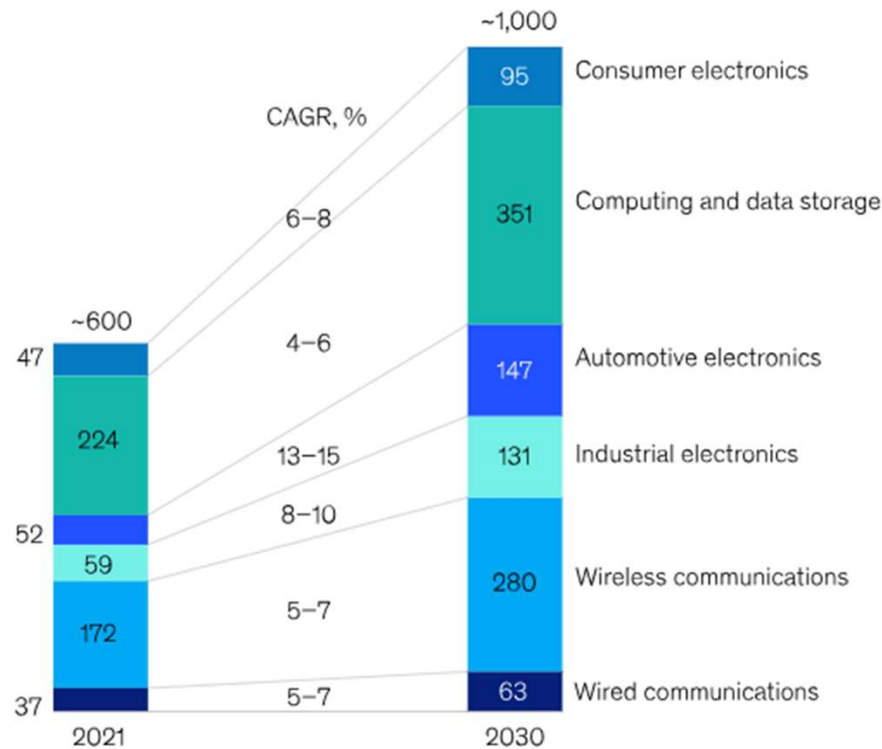 ~1,000
95 Consumer electronics
CAGR, %
351 Computing and data storage
6–8
~600
4–6
47
147 Automotive electronics
224
13–15
131 Industrial electronics
8–10
52
59
280 Wireless communications
5–7
172
63 Wired communications
5–7
37
2021
2030